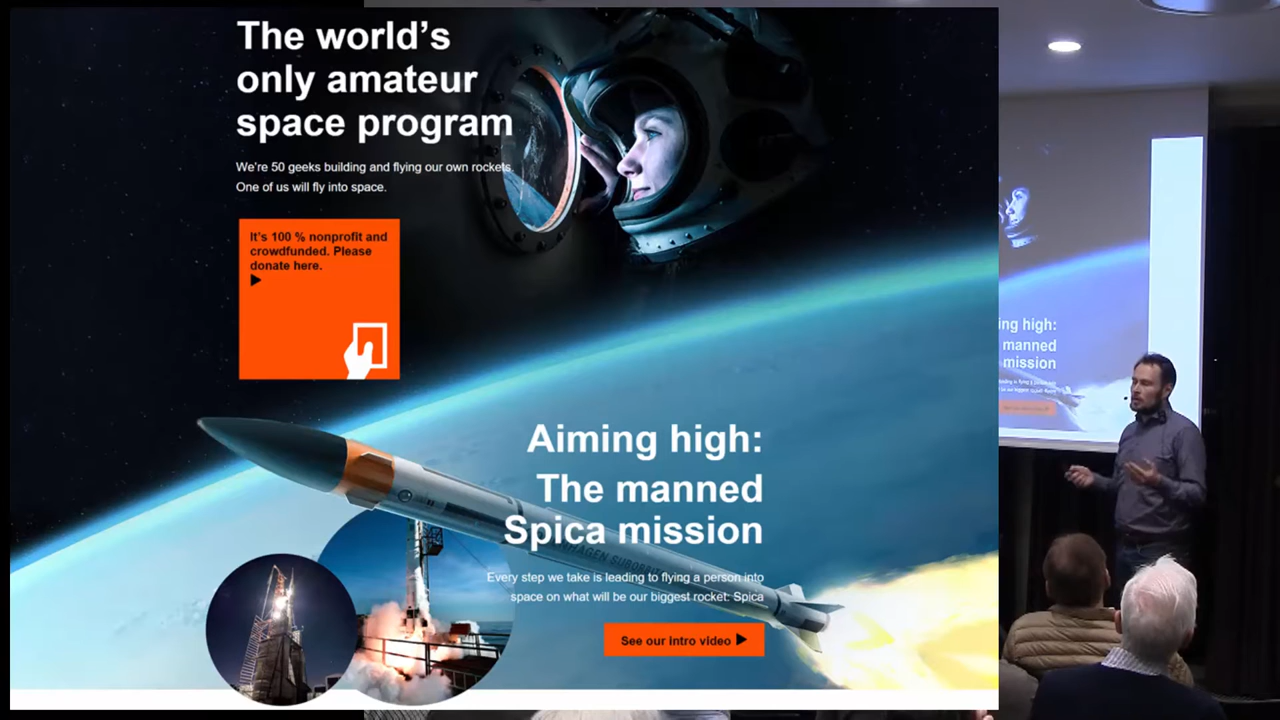 The world’s
only amateur
space program
We’re 50 geeks building and flying our own rockets.
One of us will fly into space.
It’s 100 % nonprofit and
crowdfunded. Please
donate here.
Aiming high:
The manned
Spica mission
Every step we take is leading to flying a person into
space on what will be our biggest rocket: Spica
See our intro video
ing high:
manned
mission